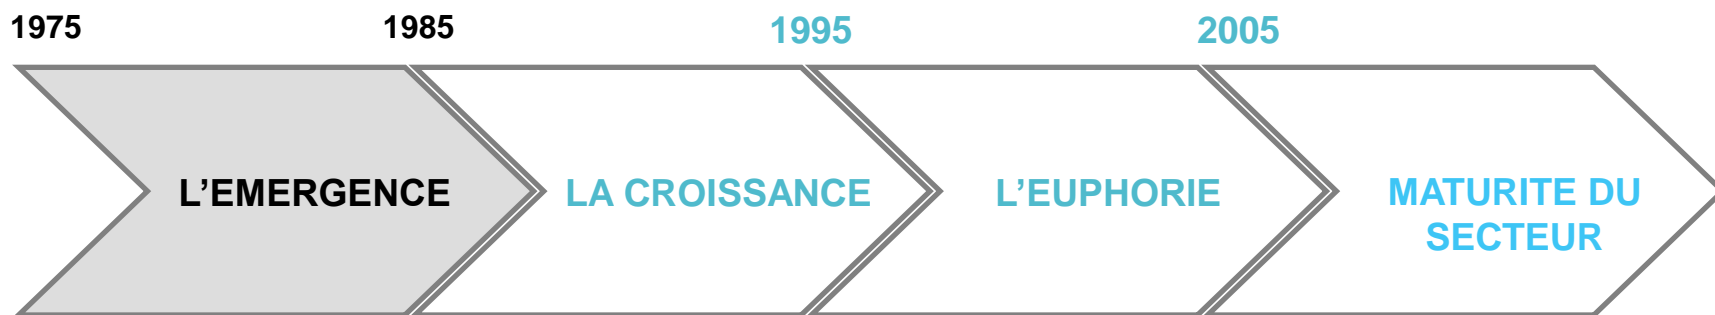 1975
1985
1995
2005
L’EMERGENCE
LA CROISSANCE
L’EUPHORIE
MATURITE DU
SECTEUR